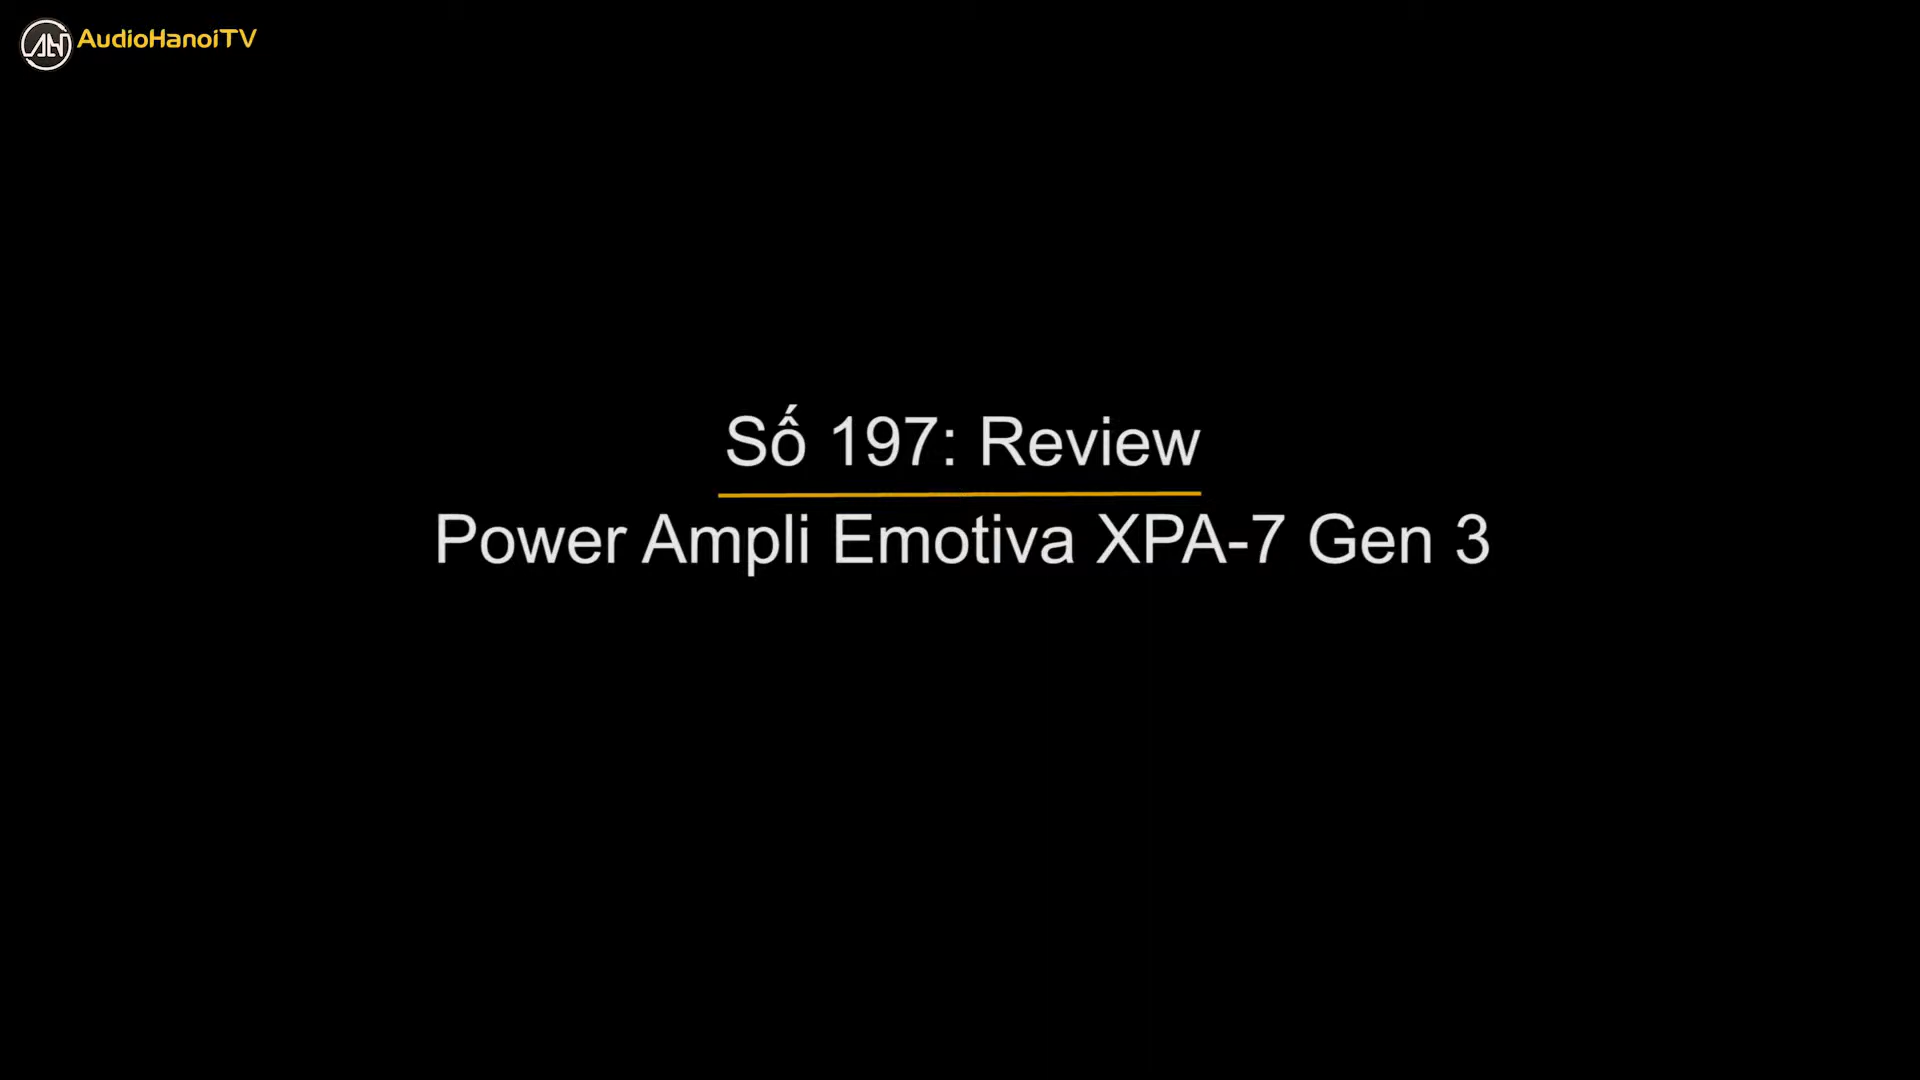 AudioHanoiTV
Số 197: Review
Power Ampli Emotiva XPA-7 Gen 3